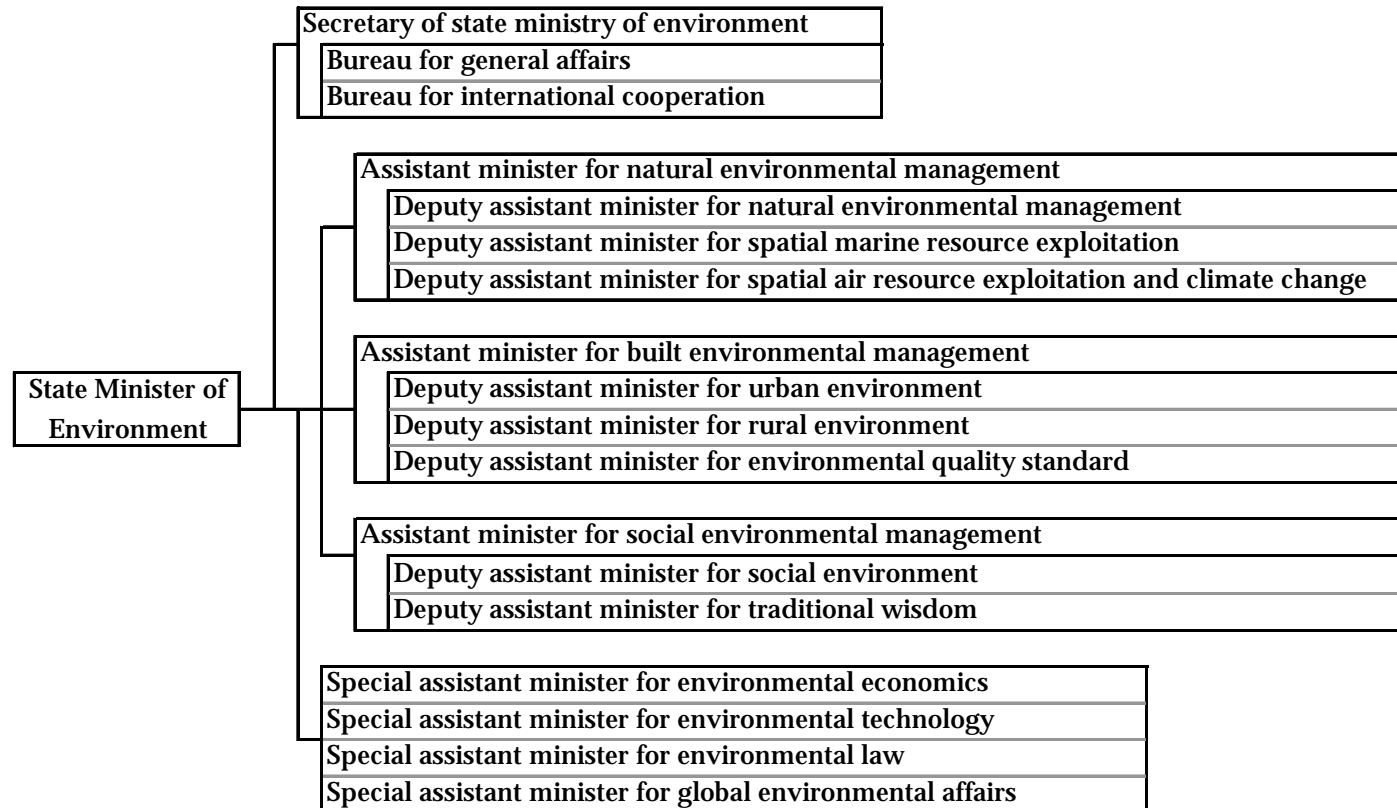 Secretary of state ministry of environment
Bureau for general affairs
Bureau for international cooperation
Assistant minister for natural environmental management
Deputy assistant minister for natural environmental management
Deputy assistant minister for spatial marine resource exploitation
Deputy assistant minister for spatial air resource exploitation and climate change
Assistant minister for built environmental management
Deputy assistant minister for urban environment
Deputy assistant minister for rural environment
Deputy assistant minister for environmental quality standard
State Minister of
Environment
Assistant minister for social environmental management
Deputy assistant minister for social environment
Deputy assistant minister for traditional wisdom
Special assistant minister for environmental economics
Special assistant minister for environmental technology
Special assistant minister for environmental law
Special assistant minister for global environmental affairs